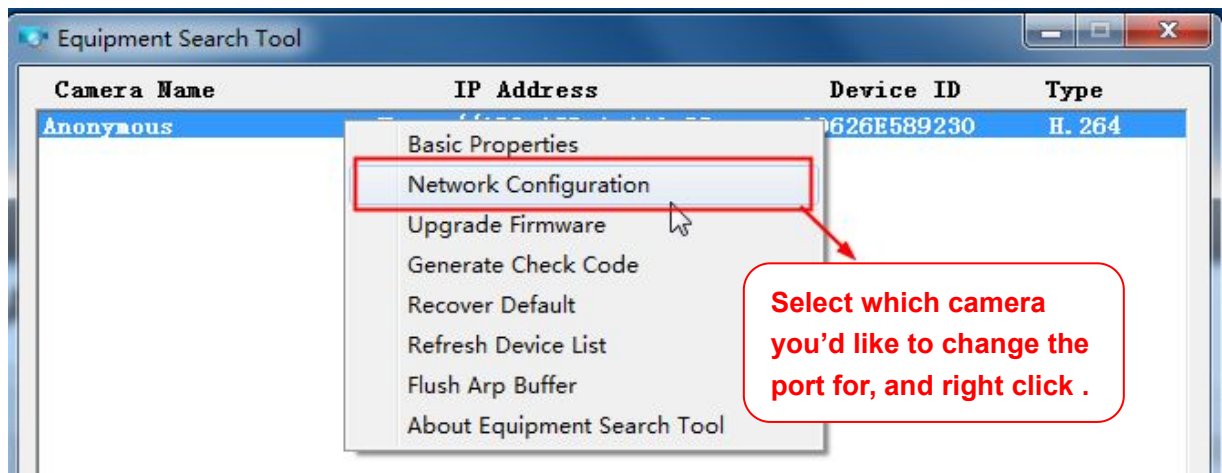 Equipment Search Tool
Camera Name IP Address Device ID Type
Anonymous H.264
Basic Properties
Network Configuration
Upgrade Firmware
Generate Check Code
Recover Default
Refresh Device List
Flush Arp Buffer
About Equipment Search Tool
Select which camera
you’d like to change the
port for, and right click .